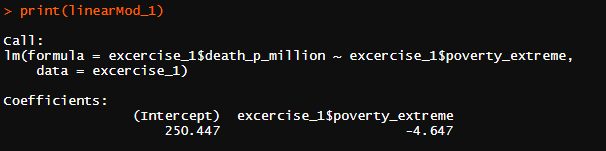 > print(linearMod_1)
Call:
lm(formula = excercise_1$death_p_million ~ excercise_1$poverty_extreme,
    data = excercise_1)
Coefficients:
                (Intercept)  excercise_1$poverty_extreme
                    250.447                       -4.647